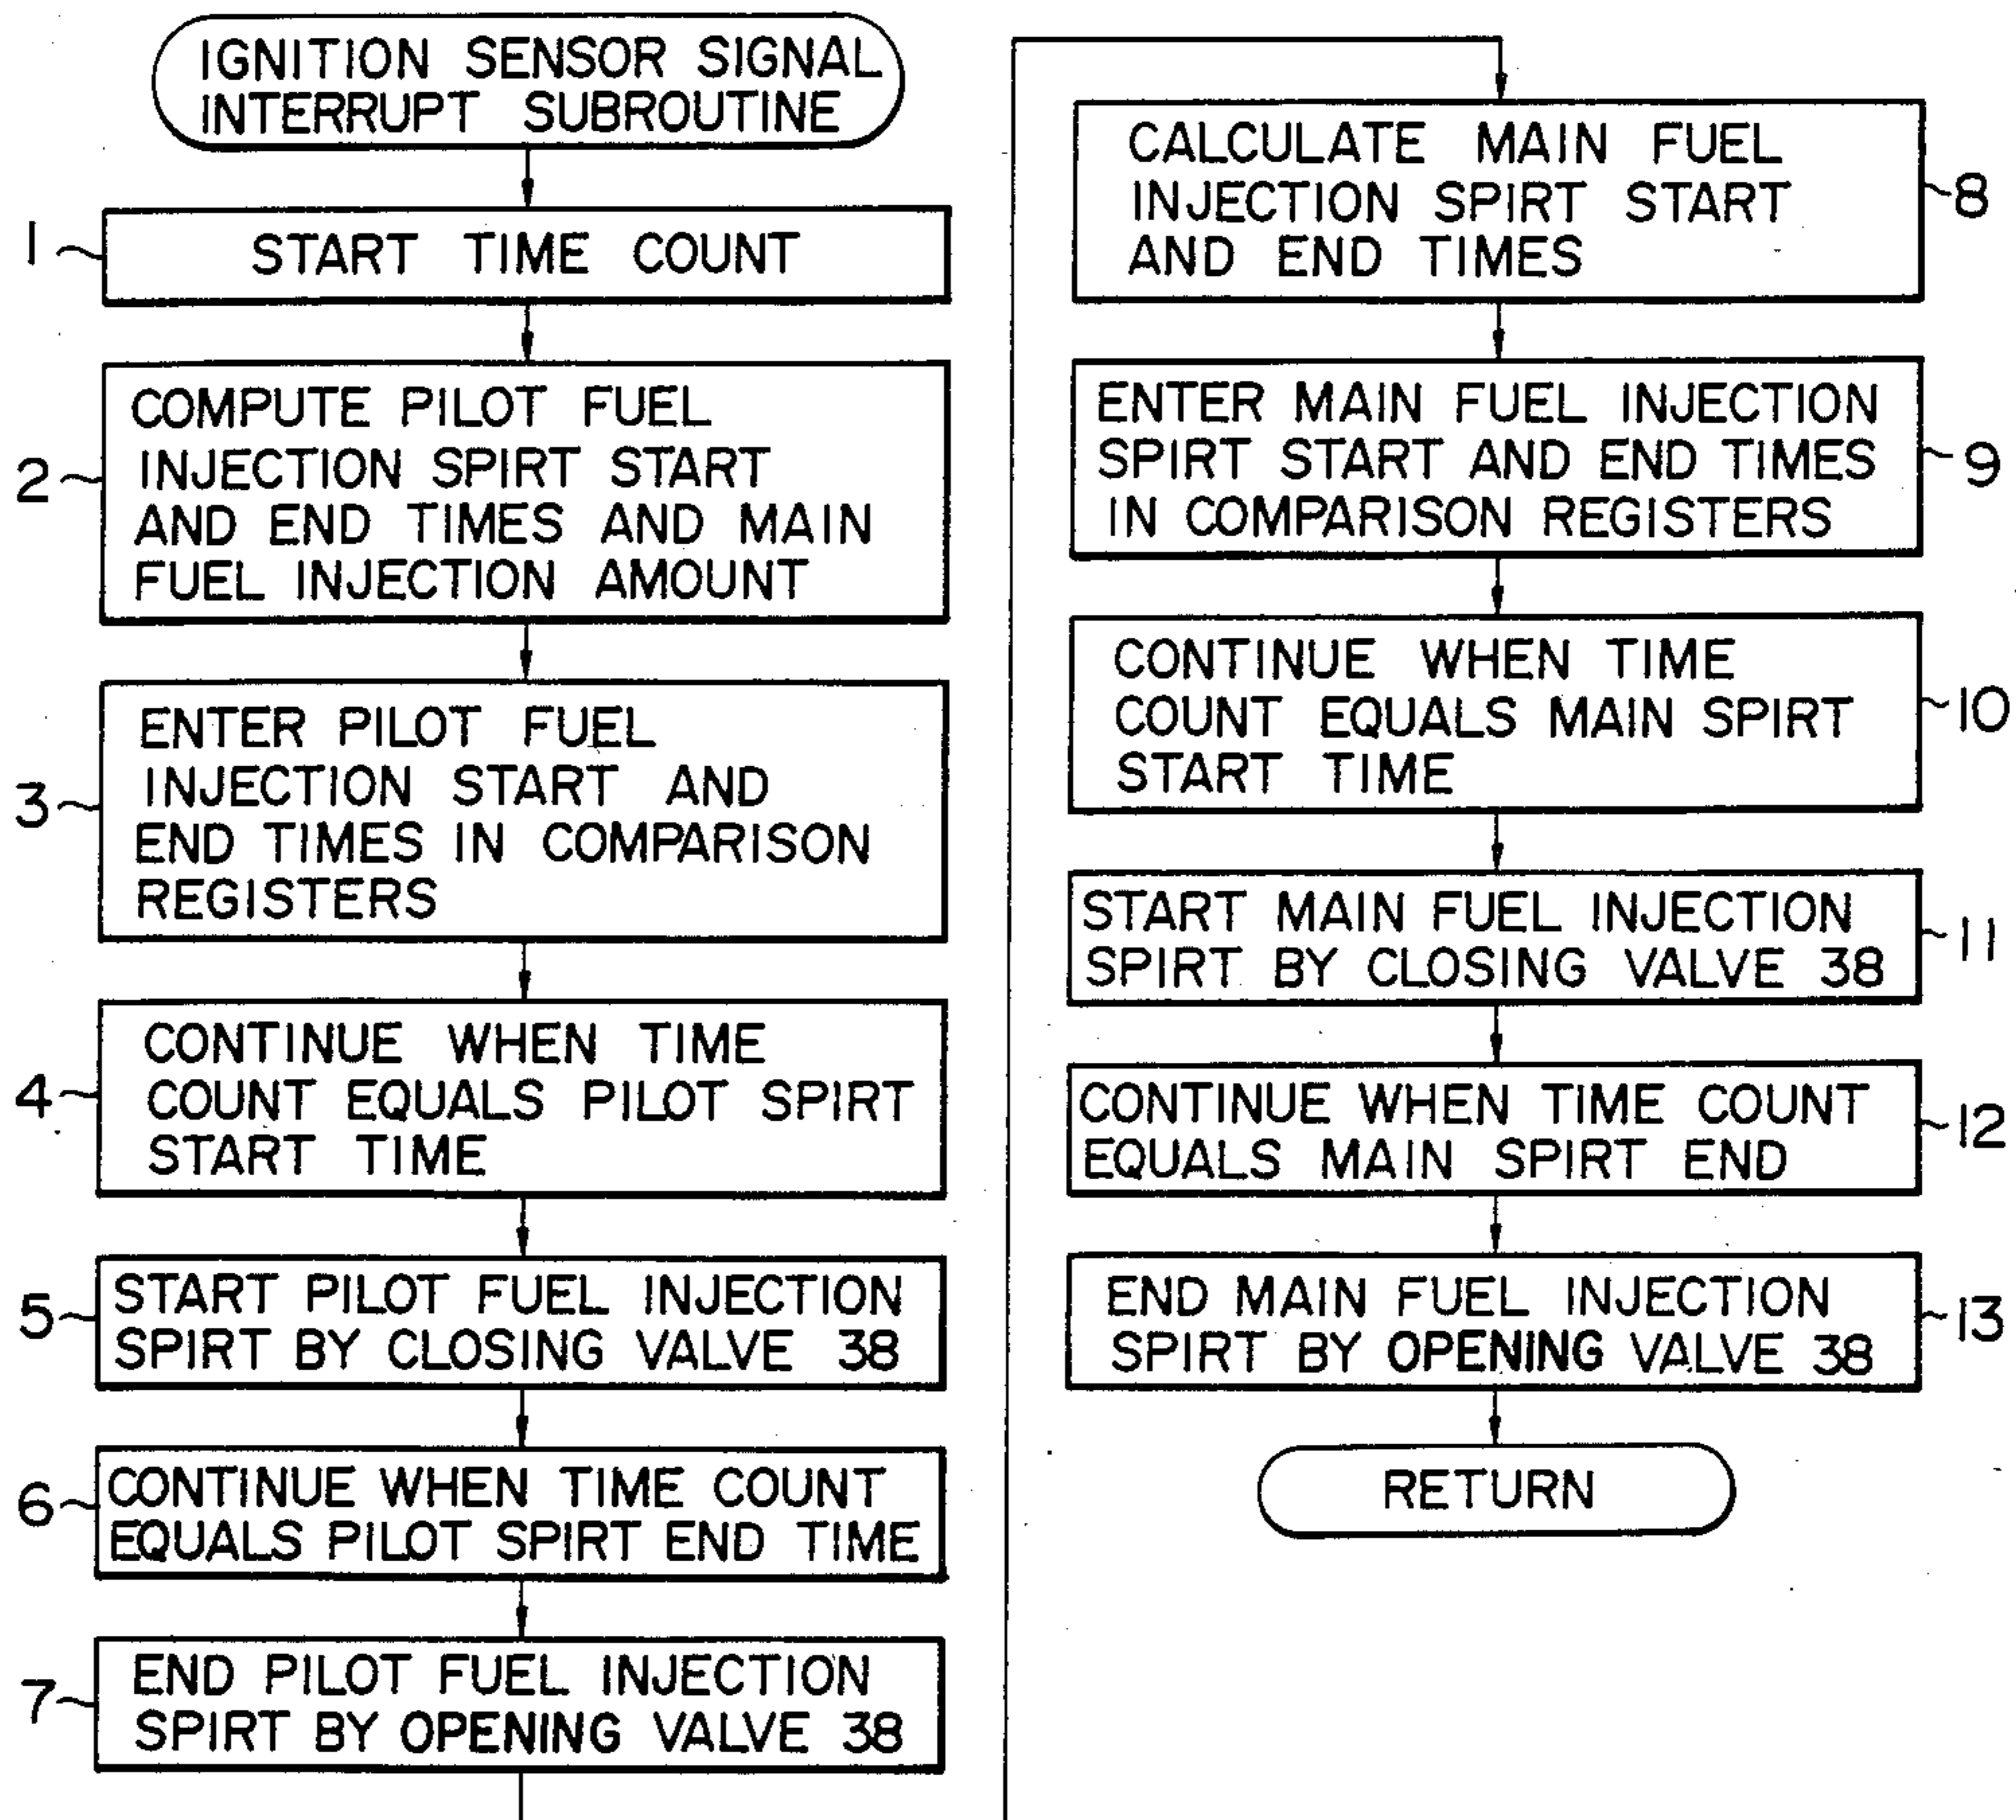 IGNITION SENSOR SIGNAL
INTERRUPT SUBROUTINE
1
START TIME COUNT
2
COMPUTE PILOT FUEL
INJECTION SPIRT START
AND END TIMES AND MAIN
FUEL INJECTION AMOUNT
3
ENTER PILOT FUEL
INJECTION START AND
END TIMES IN COMPARISON
REGISTERS
4
CONTINUE WHEN TIME
COUNT EQUALS PILOT SPIRT
START TIME
5
START PILOT FUEL INJECTION
SPIRT BY CLOSING VALVE 38
6
CONTINUE WHEN TIME COUNT
EQUALS PILOT SPIRT END TIME
7
END PILOT FUEL INJECTION
SPIRT BY OPENING VALVE 38
CALCULATE MAIN FUEL
INJECTION SPIRT START
AND END TIMES
8
ENTER MAIN FUEL INJECTION
SPIRT START AND END TIMES
IN COMPARISON REGISTERS
9
CONTINUE WHEN TIME
COUNT EQUALS MAIN SPIRT
START TIME
10
START MAIN FUEL INJECTION
SPIRT BY CLOSING VALVE 38
11
CONTINUE WHEN TIME COUNT
EQUALS MAIN SPIRT END
12
END MAIN FUEL INJECTION
SPIRT BY OPENING VALVE 38
13
RETURN